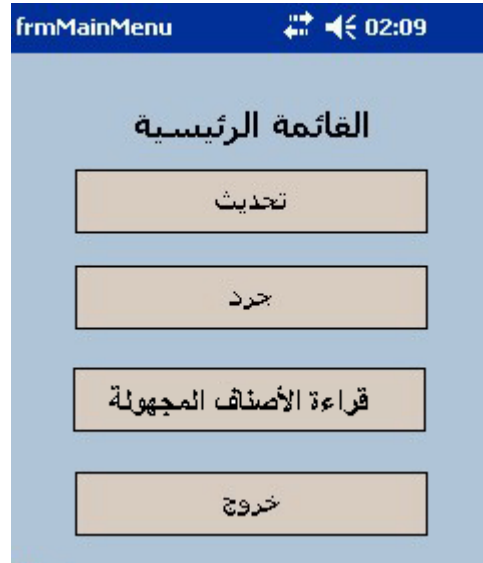 frmMainMenu 02:09
القائمة الرئيسية
تحديث
جرد
قراءة الأصناف المجهولة
خروج